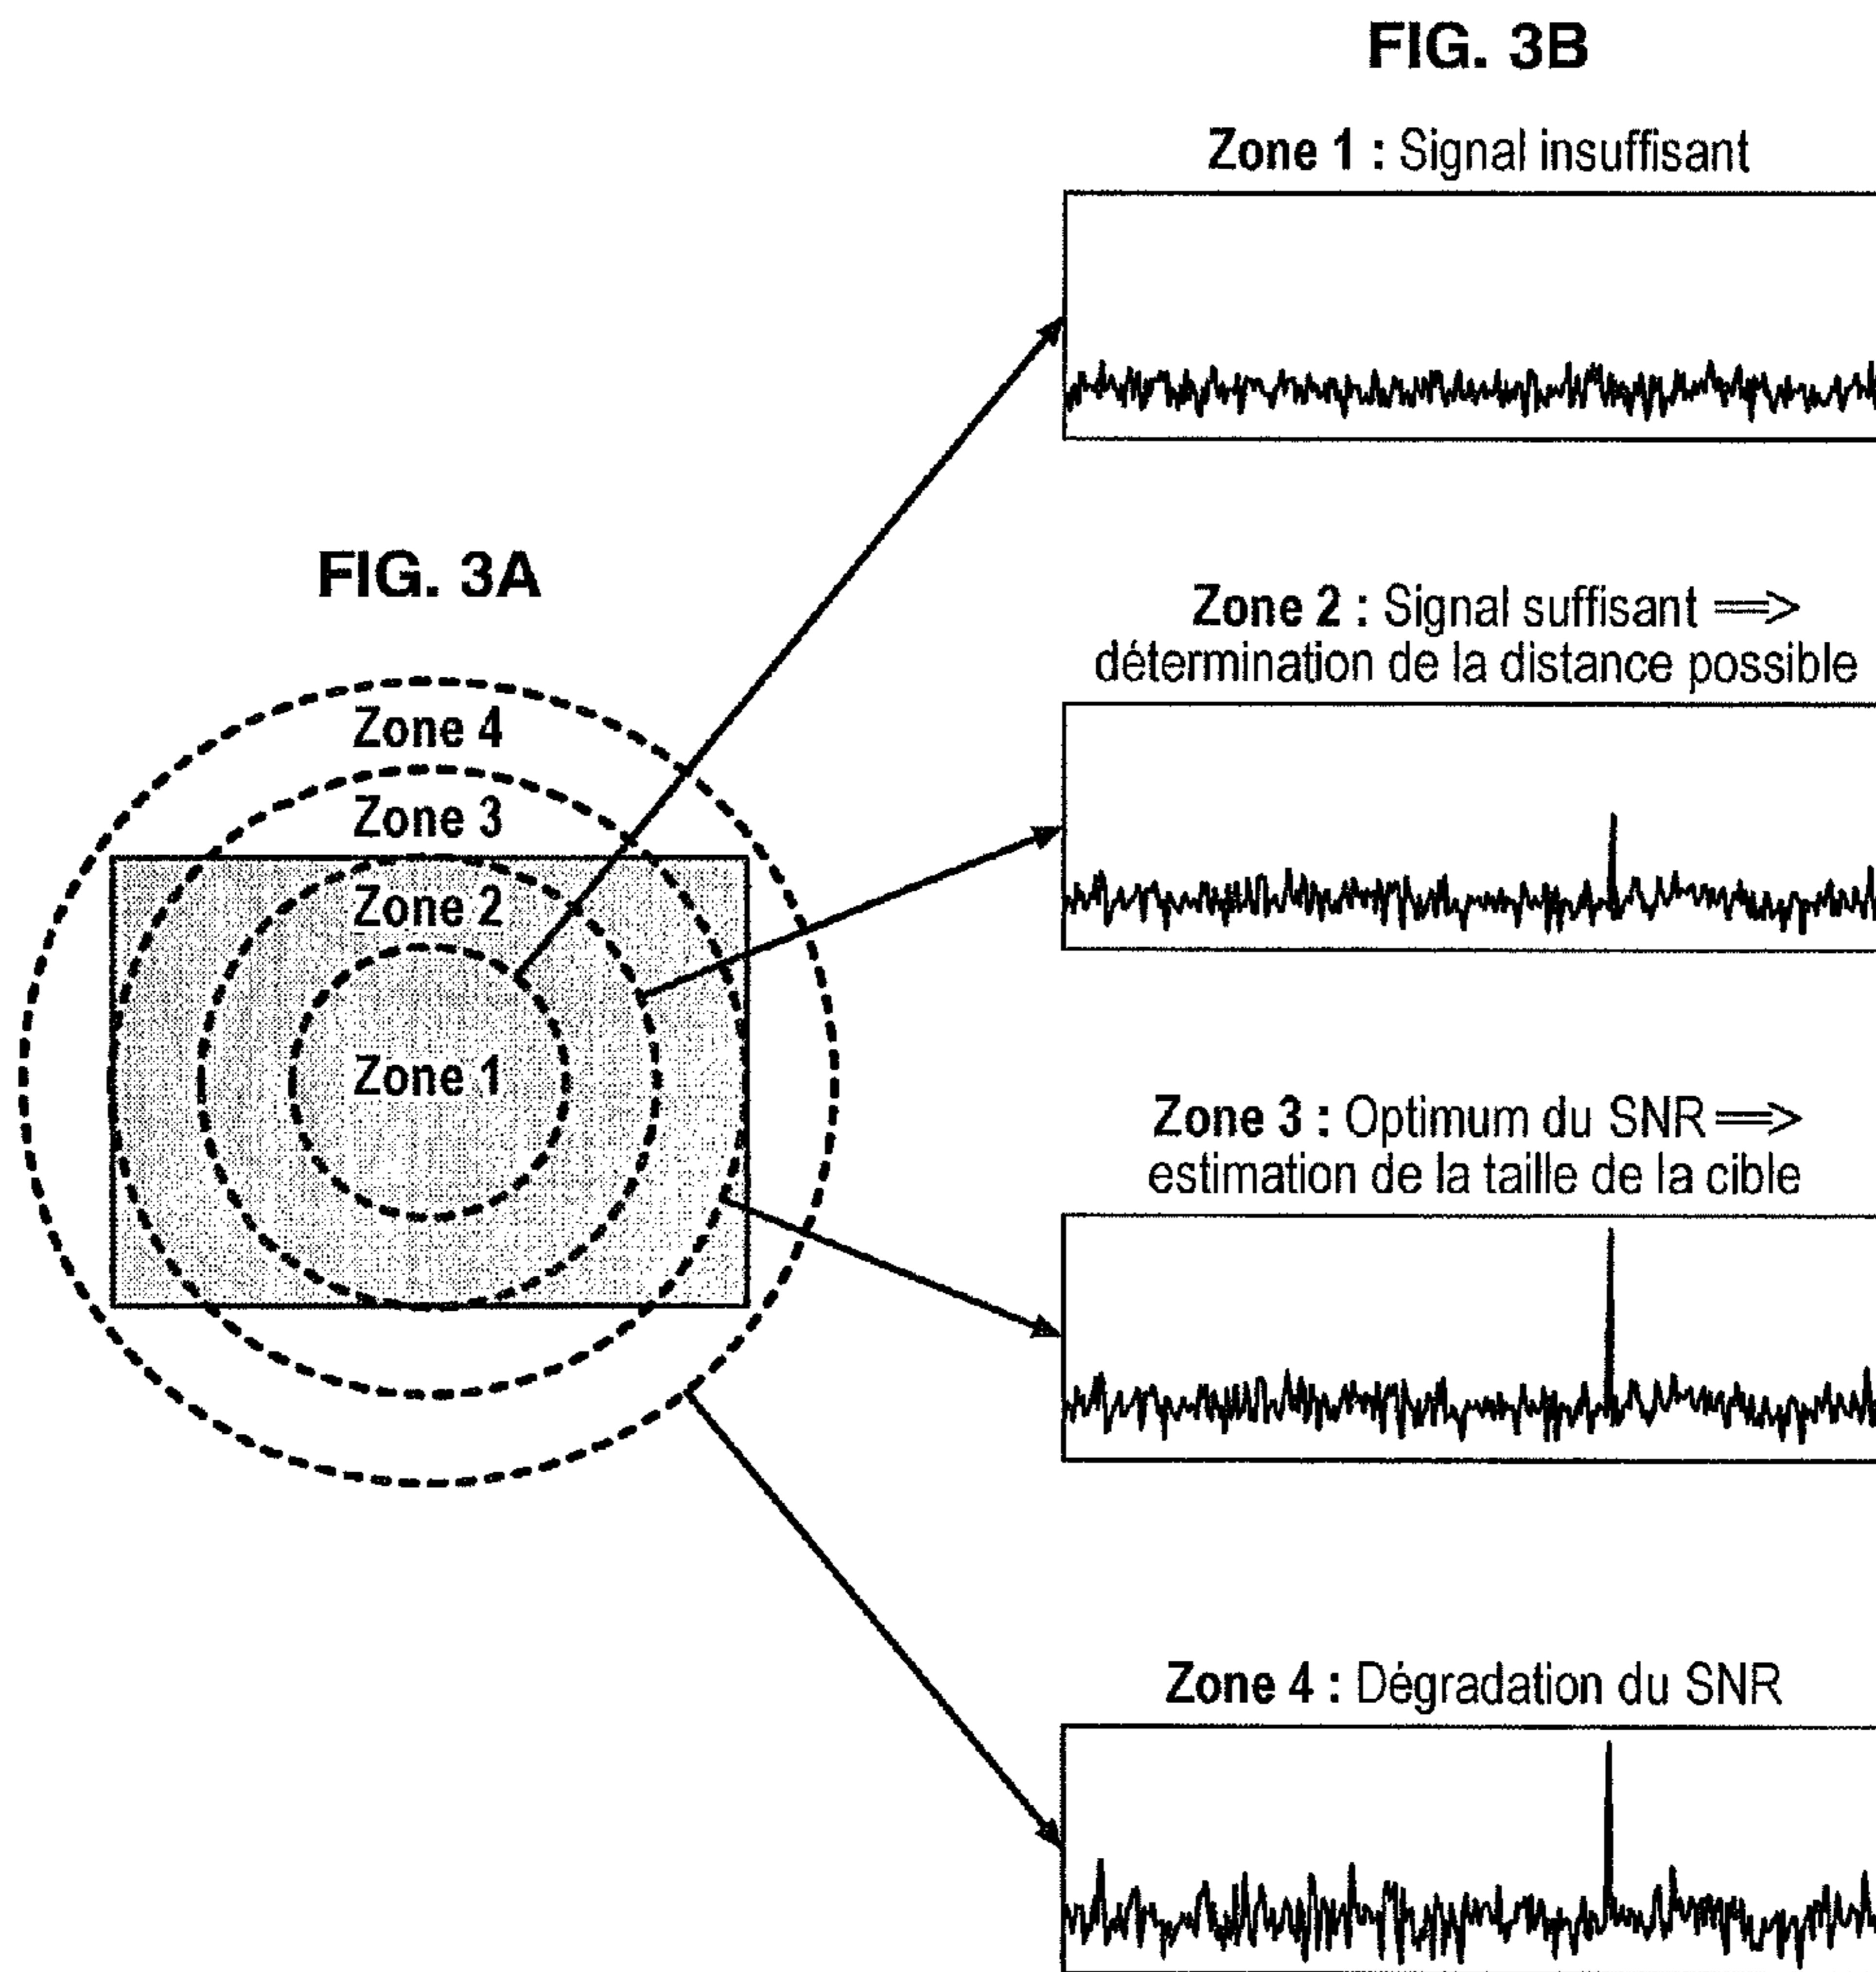 FIG. 3B
Zone 1 : Signal insuffisant
Zone 2 : Signal suffisant ⟹
détermination de la distance possible
Zone 3 : Optimum du SNR ⟹
estimation de la taille de la cible
Zone 4 : Dégradation du SNR
FIG. 3A
Zone 4
Zone 3
Zone 2
Zone 1